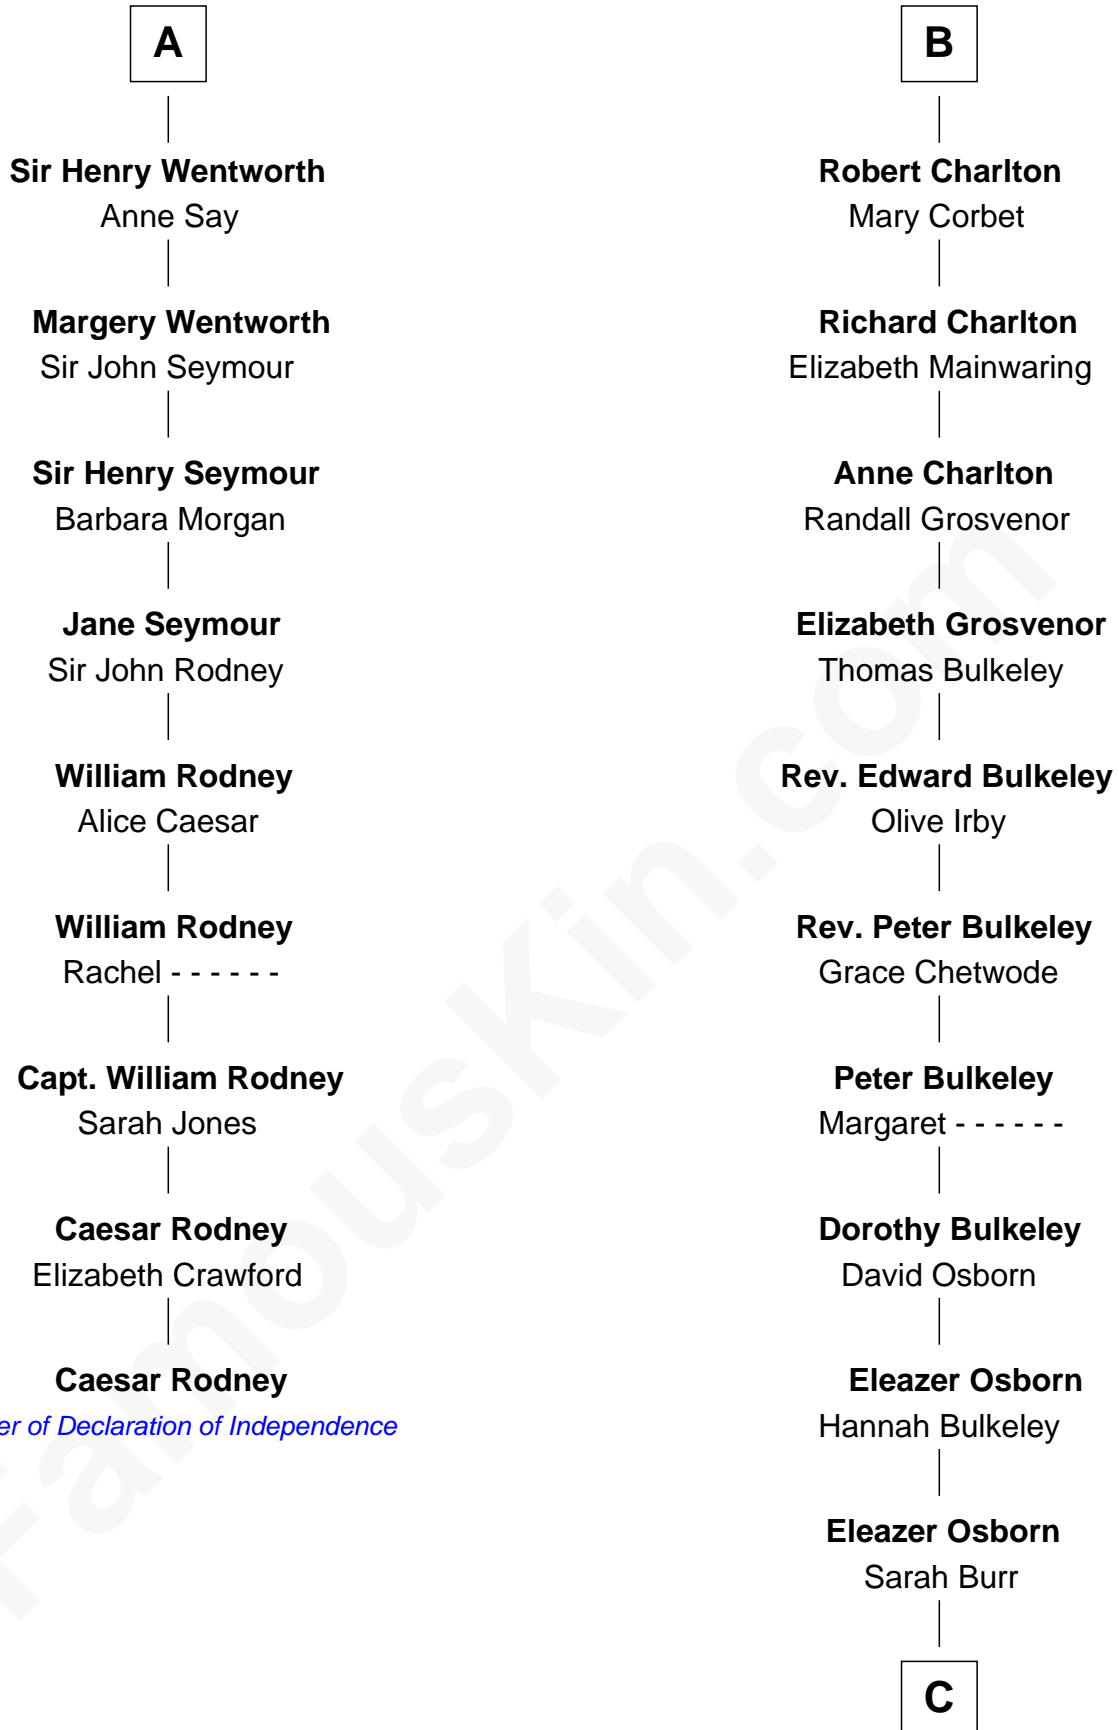 A
Sir Henry Wentworth
Anne Say
Margery Wentworth
Sir John Seymour
Sir Henry Seymour
Barbara Morgan
Jane Seymour
Sir John Rodney
William Rodney
Alice Caesar
William Rodney
Rachel - - - - - -
Capt. William Rodney
Sarah Jones
Caesar Rodney
Elizabeth Crawford
Caesar Rodney
er of Declaration of Independence
B
Robert Charlton
Mary Corbet
Richard Charlton
Elizabeth Mainwaring
Anne Charlton
Randall Grosvenor
Elizabeth Grosvenor
Thomas Bulkeley
Rev. Edward Bulkeley
Olive Irby
Rev. Peter Bulkeley
Grace Chetwode
Peter Bulkeley
Margaret - - - - - -
Dorothy Bulkeley
David Osborn
Eleazer Osborn
Hannah Bulkeley
Eleazer Osborn
Sarah Burr
C
FamousKin.com